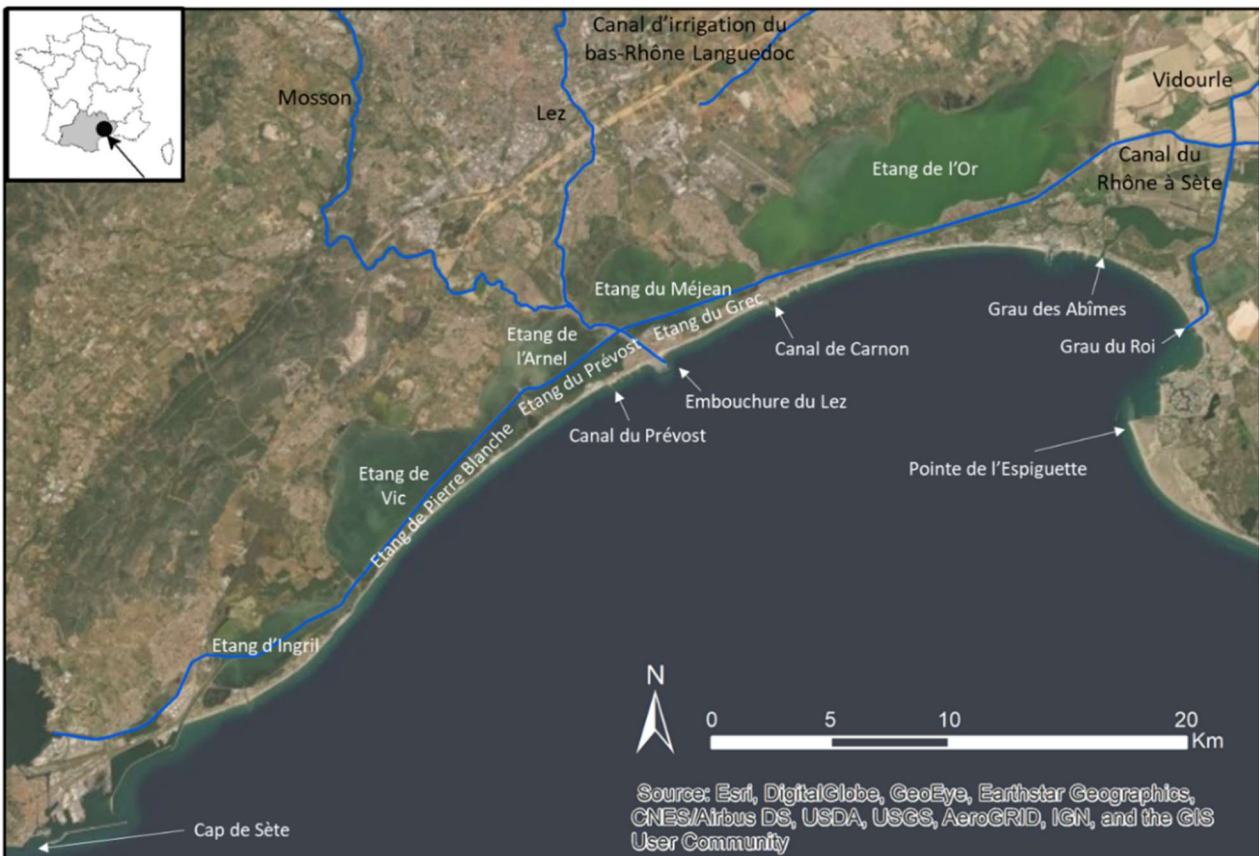 Canal d'irrigation du
bas-Rhône Languedoc
Mosson
Lez
Vidourle
Etang de l'Or
Canal du
Rhône à Sète
Etang du Méjean
Etang du Grec
Grau des Abîmes
Canal de Carnon
Grau du Roi
Etang de
l'Arnel
Etang du Prévost
Embouchure du Lez
Canal du Prévost
Pointe de l'Espiguette
Etang de
Vic
Etang de Pierre Blanche
Etang d'Ingril
N
0 5 10 20
Km
Source: Esri, DigitalGlobe, GeoEye, Earthstar Geographics,
CNES/Airbus DS, USDA, USGS, AeroGRID, IGN, and the GIS
User Community
Cap de Sète